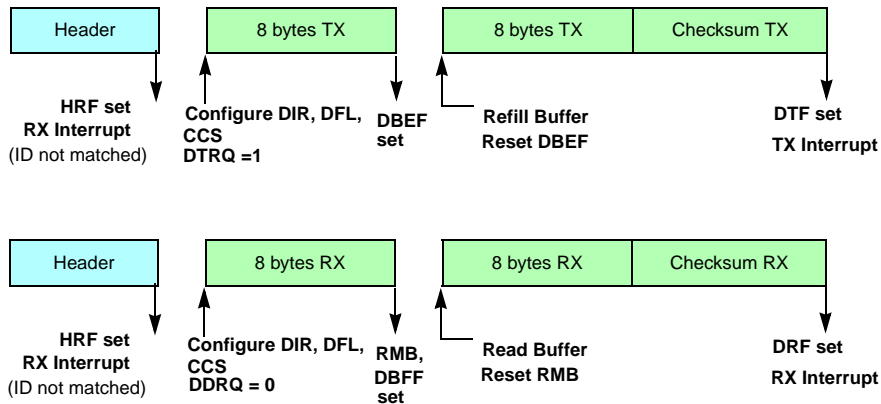 Header
8 bytes TX
8 bytes TX
Checksum TX
HRF set
RX Interrupt
(ID not matched)
Configure DIR, DFL,
CCS
DTRQ =1
DBEF
set
Refill Buffer
Reset DBEF
DTF set
TX Interrupt
Header
8 bytes RX
8 bytes RX
Checksum RX
HRF set
RX Interrupt
(ID not matched)
Configure DIR, DFL,
CCS
DDRQ = 0
RMB,
DBFF
set
Read Buffer
Reset RMB
DRF set
RX Interrupt